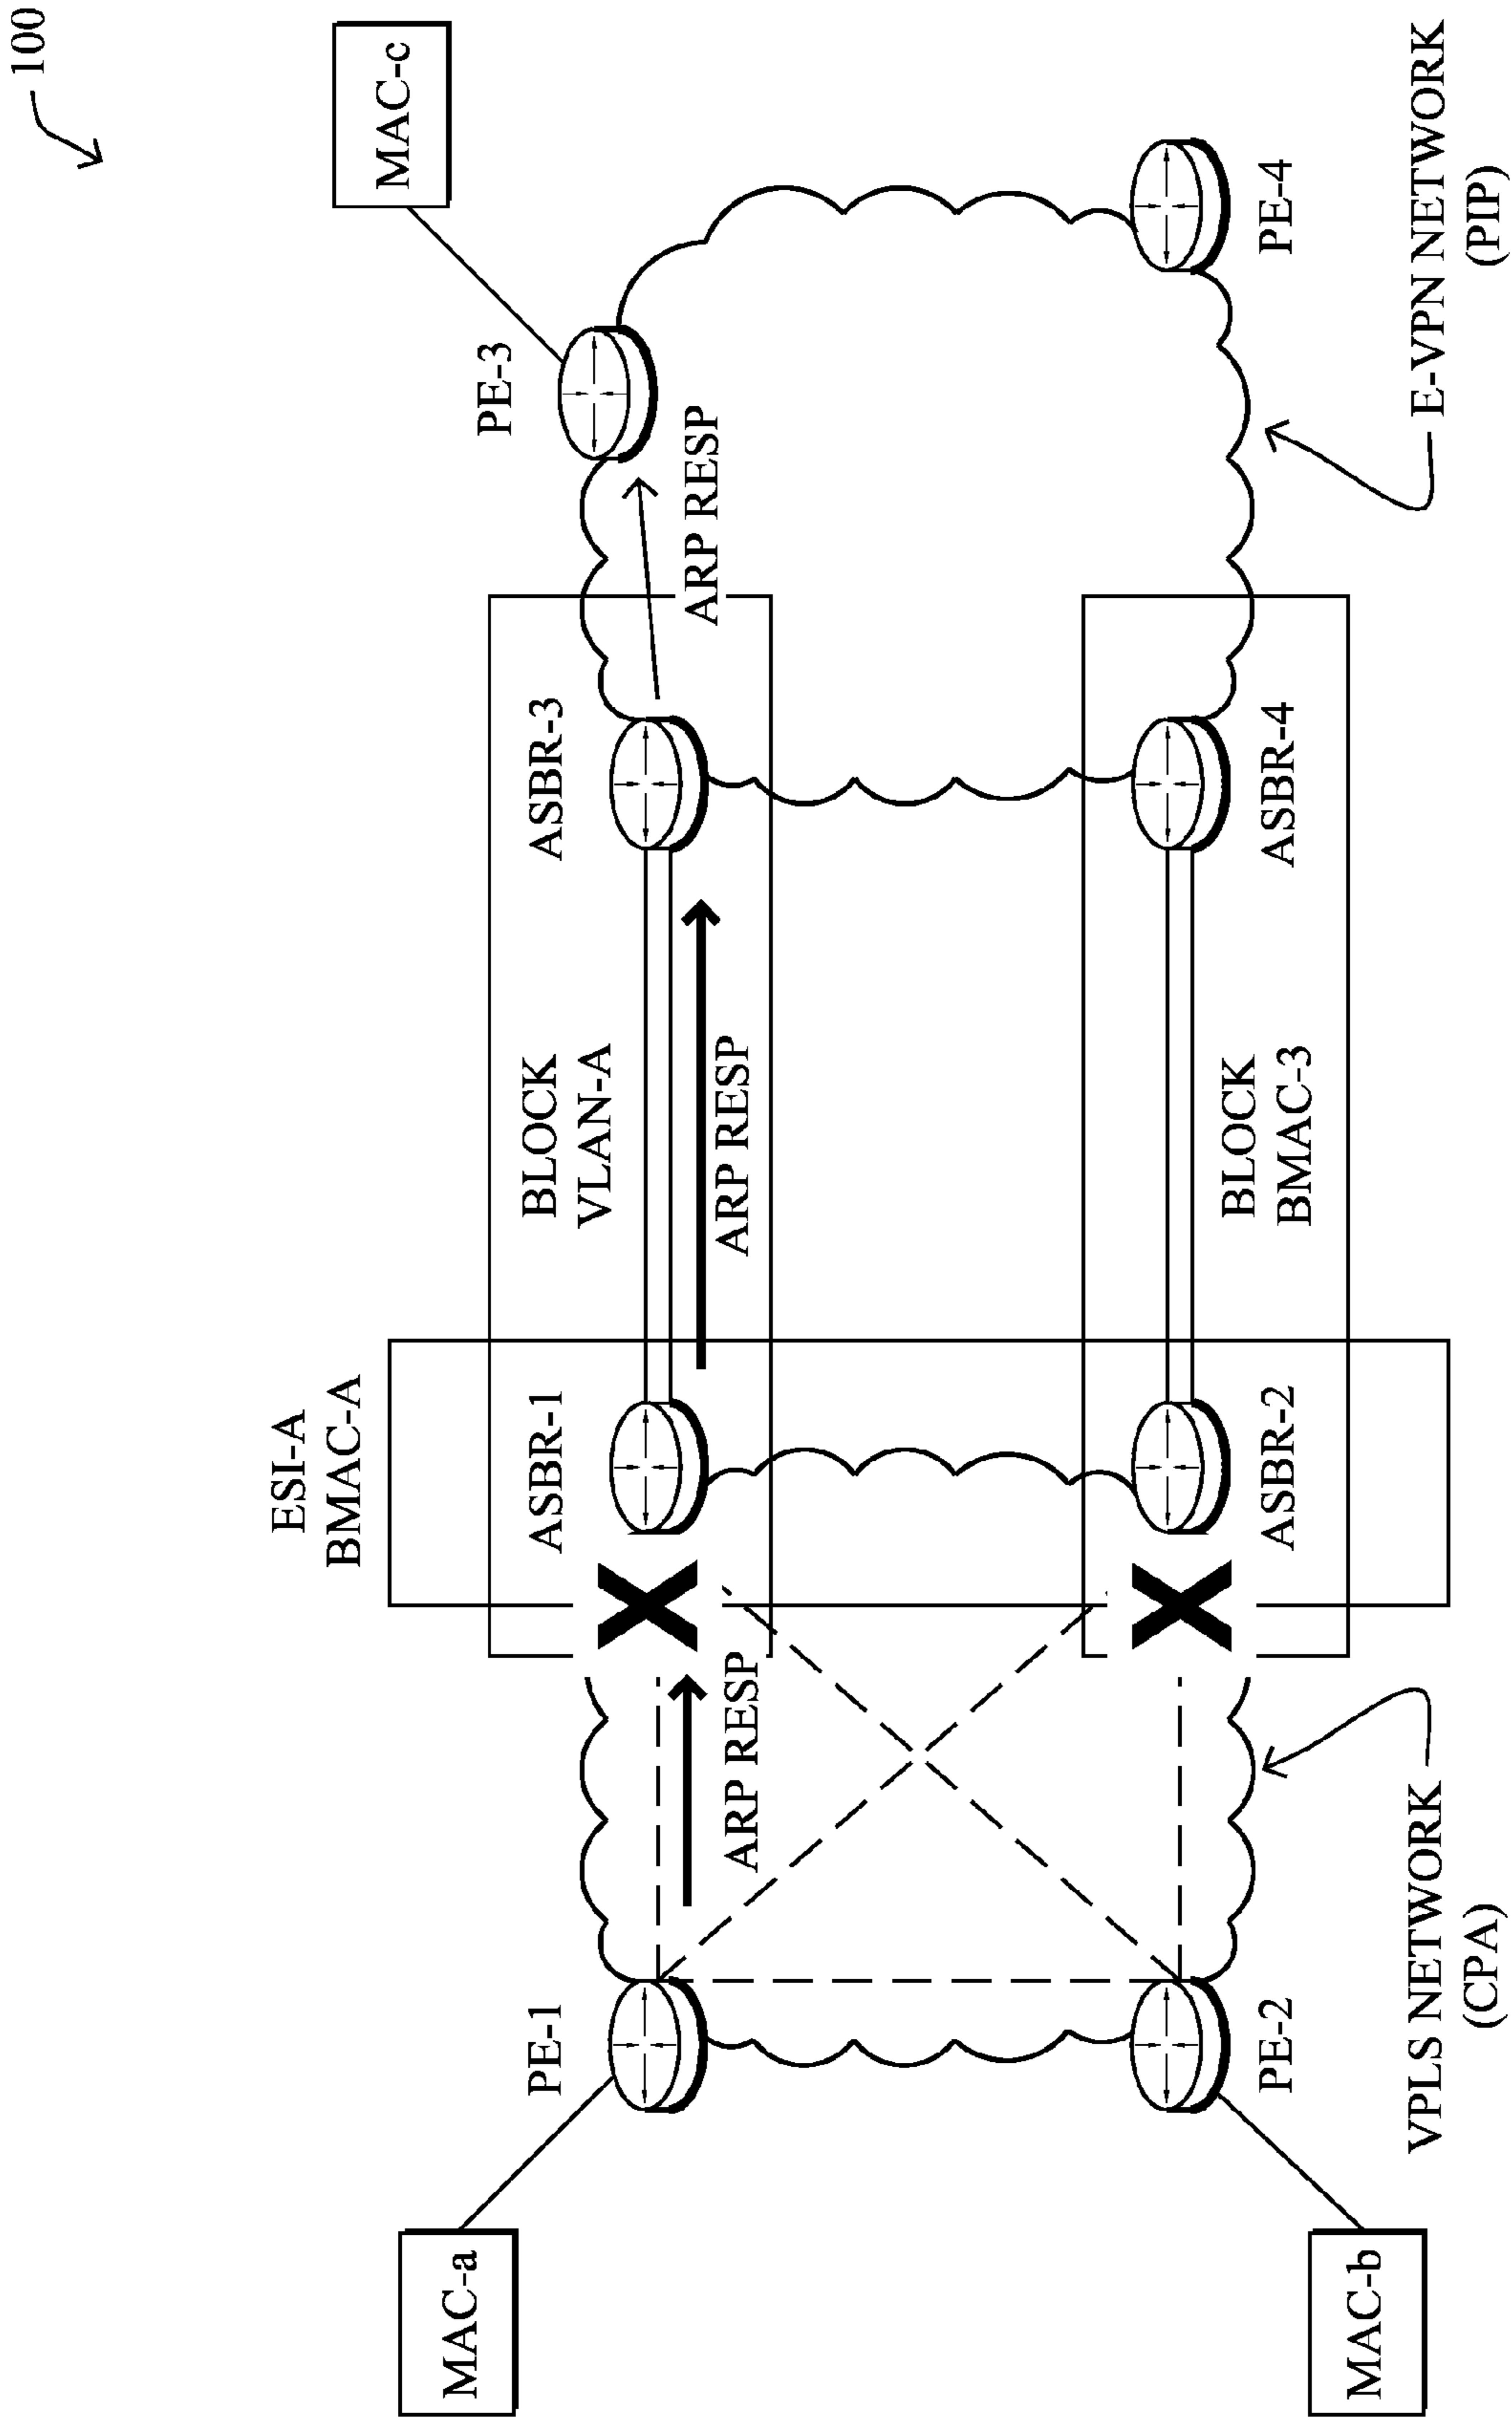 100
MAC-c
PE-3
ARP RESP
PE-4
E-VPN NETWORK
(PIP)
ASBR-3
ASBR-4
BLOCK
VLAN-A
ARP RESP
BLOCK
BMAC-3
ESI-A
BMAC-A
ASBR-1
ASBR-2
ARP RESP
PE-1
PE-2
VPLS NETWORK
(CPA)
MAC-a
MAC-b